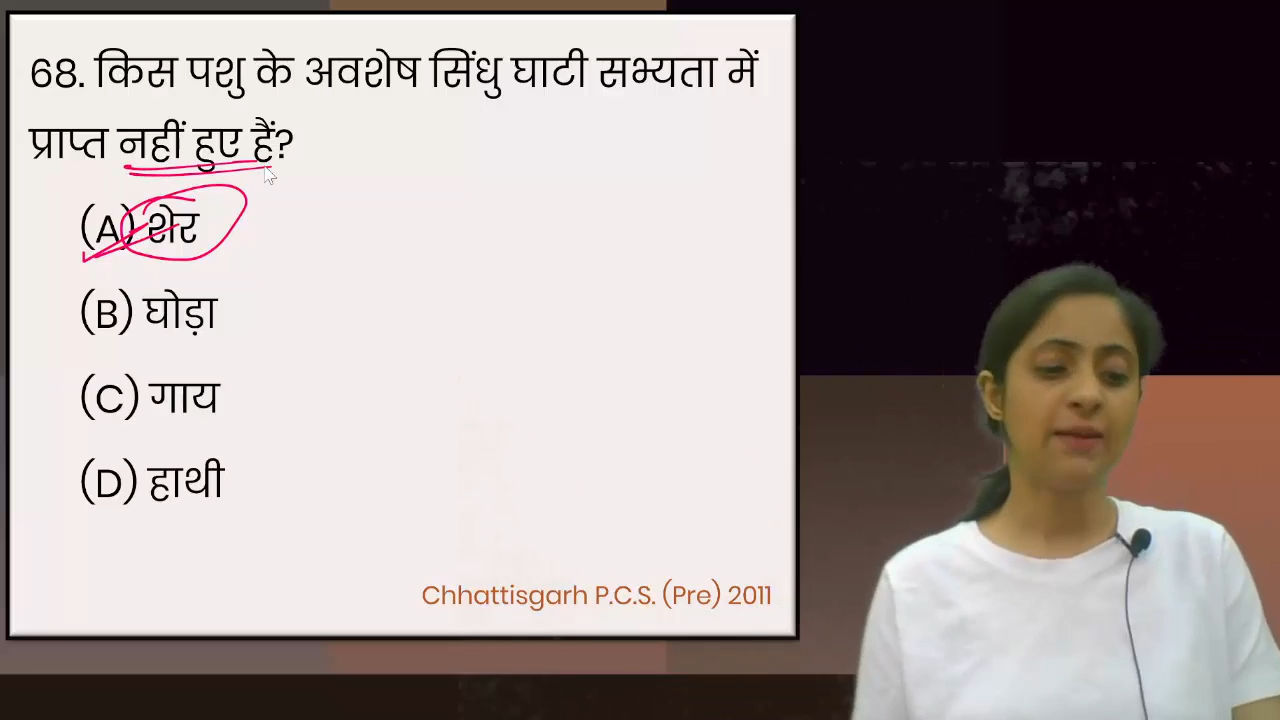 68. किस पशु के अवशेष सिंधु घाटी सभ्यता में
प्राप्त नहीं हुए हैं?
(A) शेर
(B) घोड़ा
(C) गाय
(D) हाथी
Chhattisgarh P.C.S. (Pre) 2011